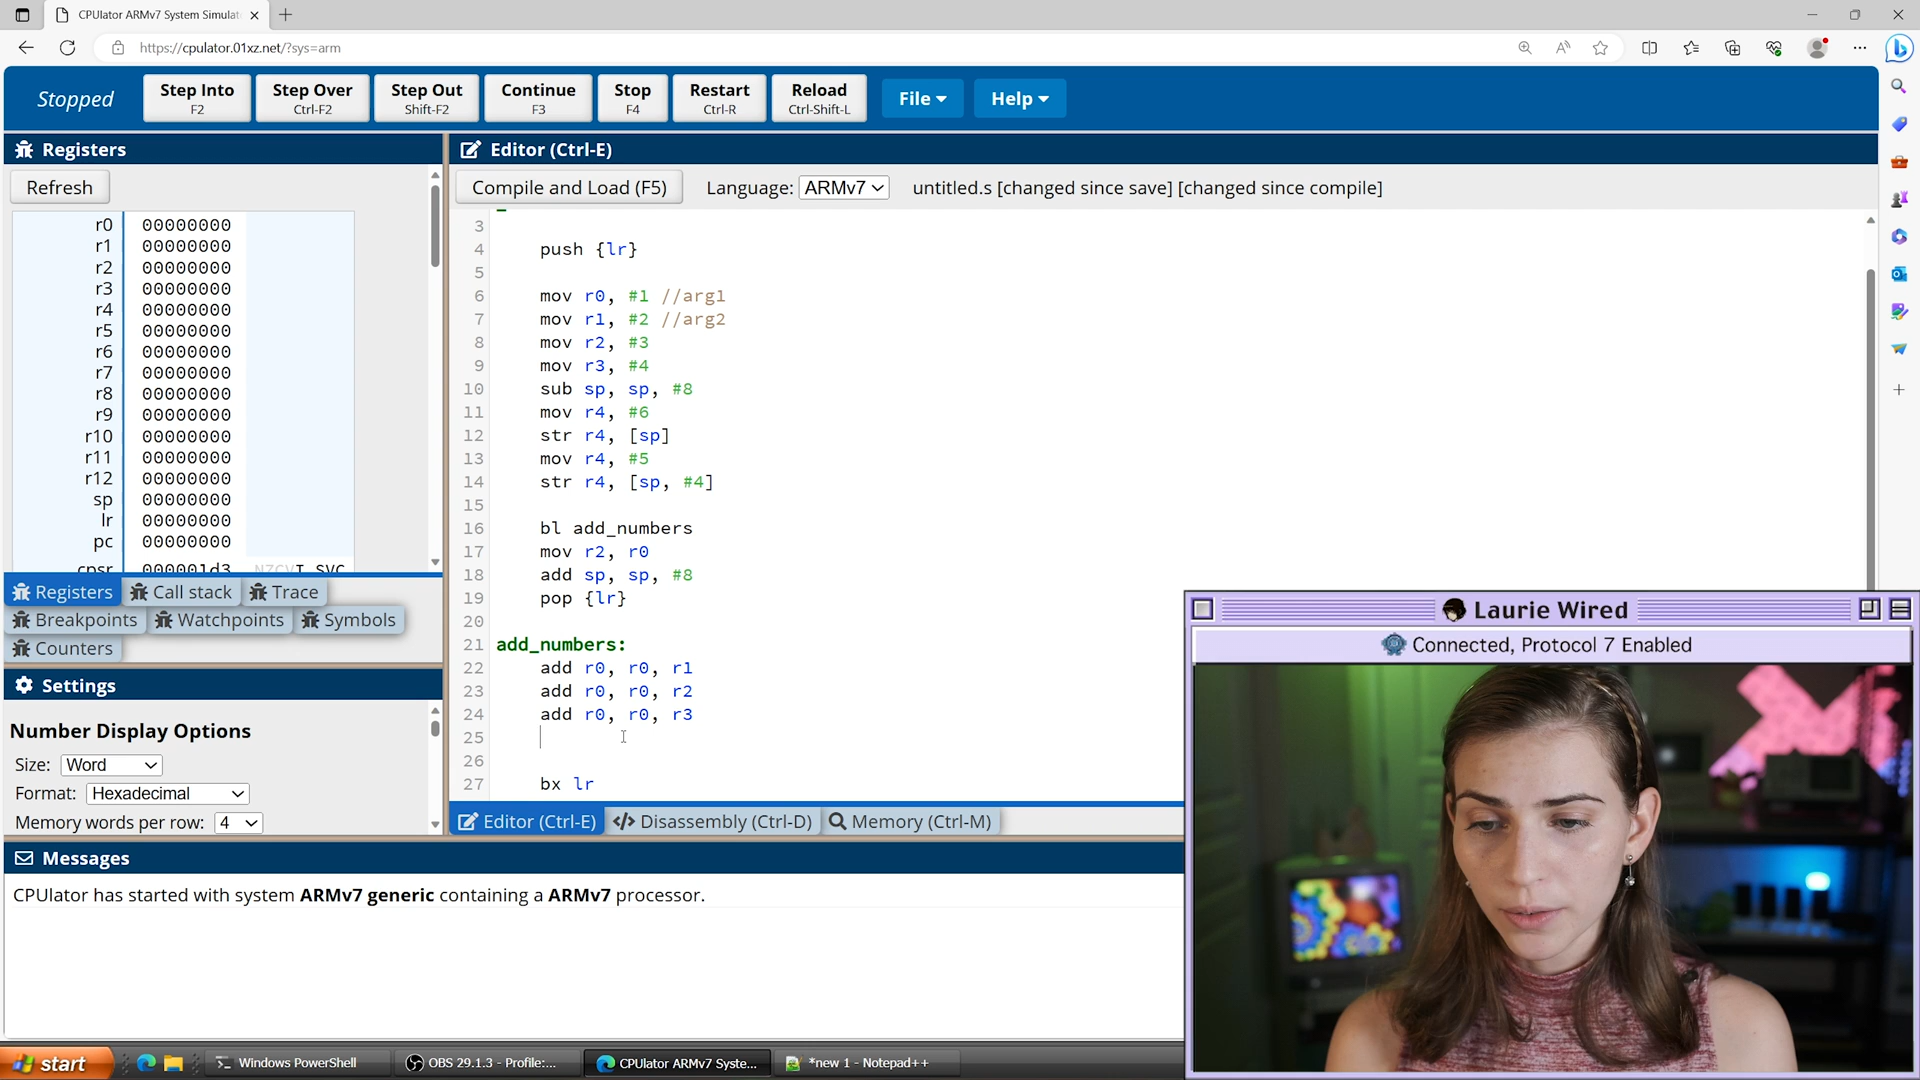 CPUlator ARMv7 System Simulat
https://cpulator.01xz.net/?sys=arm
Stopped
Step Into
F2
Step Over
Ctrl-F2
Step Out
Shift-F2
Continue
F3
Stop
F4
Restart
Ctrl-R
Reload
Ctrl-Shift-L
File
Help
Registers
Refresh
r0 00000000
r1 00000000
r2 00000000
r3 00000000
r4 00000000
r5 00000000
r6 00000000
r7 00000000
r8 00000000
r9 00000000
r10 00000000
r11 00000000
r12 00000000
sp 00000000
lr 00000000
pc 00000000
cpsr 000001d3 NZCVI SVC
Registers Call stack Trace
Breakpoints Watchpoints Symbols
Counters
Settings
Number Display Options
Size: Word
Format: Hexadecimal
Memory words per row: 4
Editor (Ctrl-E)
Compile and Load (F5) Language: ARMv7 untitled.s [changed since save] [changed since compile]
3
4 push {lr}
5
6 mov r0, #1 //arg1
7 mov r1, #2 //arg2
8 mov r2, #3
9 mov r3, #4
10 sub sp, sp, #8
11 mov r4, #6
12 str r4, [sp]
13 mov r4, #5
14 str r4, [sp, #4]
15
16 bl add_numbers
17 mov r2, r0
18 add sp, sp, #8
19 pop {lr}
20
21 add_numbers:
22 add r0, r0, r1
23 add r0, r0, r2
24 add r0, r0, r3
25
26
27 bx lr
Editor (Ctrl-E) Disassembly (Ctrl-D) Memory (Ctrl-M)
Messages
CPUlator has started with system ARMv7 generic containing a ARMv7 processor.
Laurie Wired
Connected, Protocol 7 Enabled
start
Windows PowerShell
OBS 29.1.3 - Profile:...
CPUlator ARMv7 Syste...
*new 1 - Notepad++